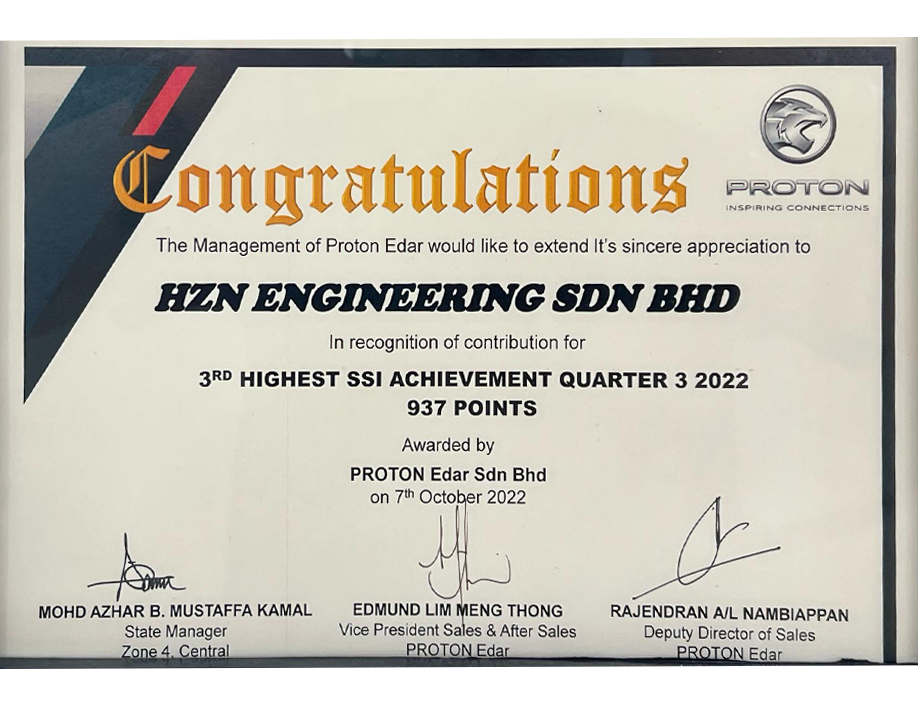 Congratulations
PROTON
INSPIRING CONNECTIONS
The Management of Proton Edar would like to extend It's sincere appreciation to
HZN ENGINEERING SDN BHD
In recognition of contribution for
3RD HIGHEST SSI ACHIEVEMENT QUARTER 3 2022
937 POINTS
Awarded by
PROTON Edar Sdn Bhd
on 7th October 2022
MOHD AZHAR B. MUSTAFFA KAMAL
State Manager
Zone 4, Central
EDMUND LIM MENG THONG
Vice President Sales & After Sales
PROTON Edar
RAJENDRAN A/L NAMBIAPPAN
Deputy Director of Sales
PROTON Edar